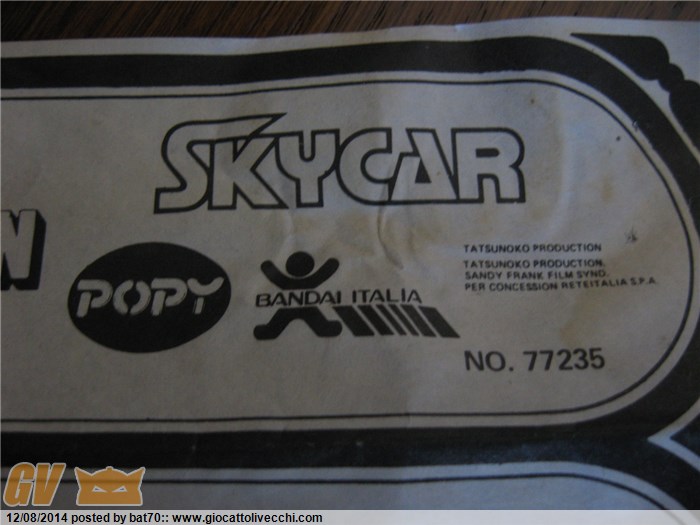 SKYCAR
N
POPY
BANDAI ITALIA
TATSUNOKO PRODUCTION
TATSUNOKO PRODUCTION.
SANDY FRANK FILM SYND.
PER CONCESSION RETEITALIA S.P.A.
NO. 77235
GV
12/08/2014 posted by bat70:: www.giocattolivecchi.com